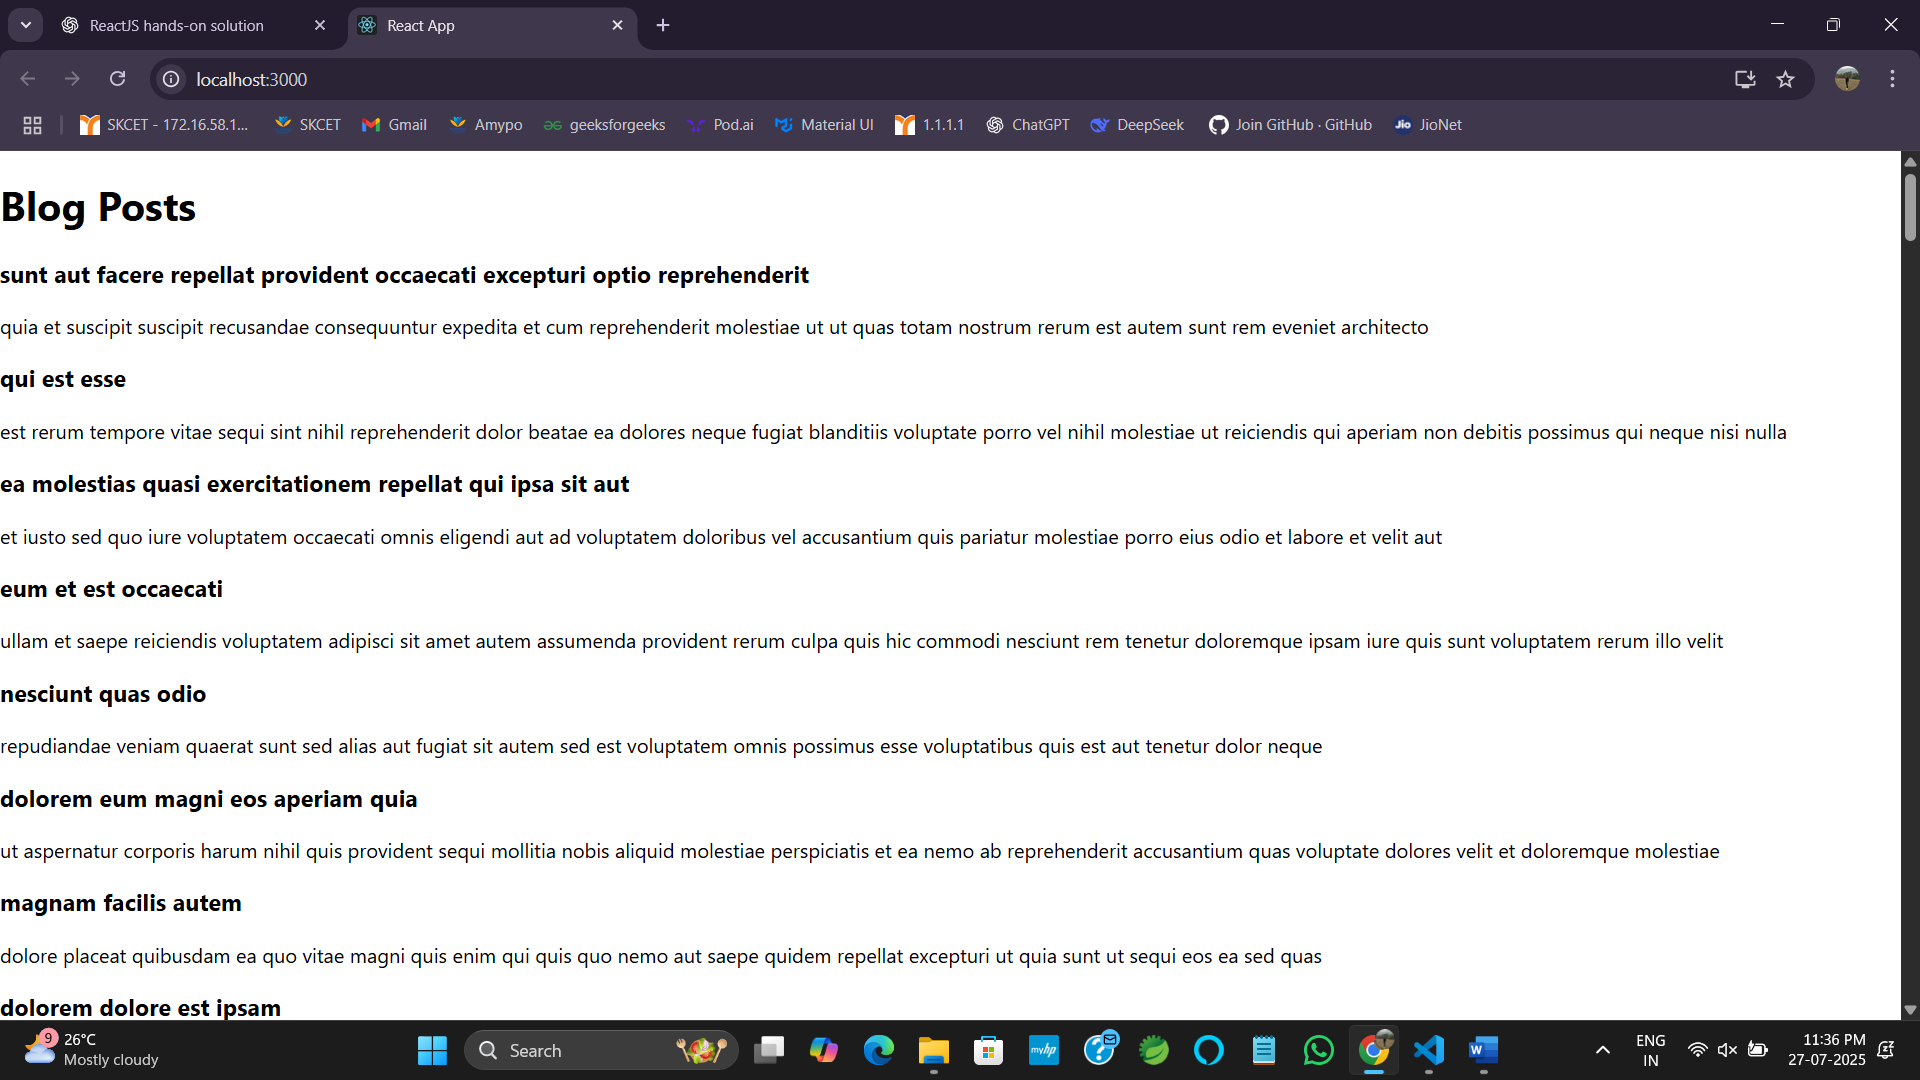 ReactJS hands-on solution
React App
localhost:3000
SKCET - 172.16.58.1...
SKCET
Gmail
Amypo
geeksforgeeks
Pod.ai
Material UI
1.1.1.1
ChatGPT
DeepSeek
Join GitHub · GitHub
Jio
JioNet
Blog Posts
sunt aut facere repellat provident occaecati excepturi optio reprehenderit
quia et suscipit suscipit recusandae consequuntur expedita et cum reprehenderit molestiae ut ut quas totam nostrum rerum est autem sunt rem eveniet architecto
qui est esse
est rerum tempore vitae sequi sint nihil reprehenderit dolor beatae ea dolores neque fugiat blanditiis voluptate porro vel nihil molestiae ut reiciendis qui aperiam non debitis possimus qui neque nisi nulla
ea molestias quasi exercitationem repellat qui ipsa sit aut
et iusto sed quo iure voluptatem occaecati omnis eligendi aut ad voluptatem doloribus vel accusantium quis pariatur molestiae porro eius odio et labore et velit aut
eum et est occaecati
ullam et saepe reiciendis voluptatem adipisci sit amet autem assumenda provident rerum culpa quis hic commodi nesciunt rem tenetur doloremque ipsam iure quis sunt voluptatem rerum illo velit
nesciunt quas odio
repudiandae veniam quaerat sunt sed alias aut fugiat sit autem sed est voluptatem omnis possimus esse voluptatibus quis est aut tenetur dolor neque
dolorem eum magni eos aperiam quia
ut aspernatur corporis harum nihil quis provident sequi mollitia nobis aliquid molestiae perspiciatis et ea nemo ab reprehenderit accusantium quas voluptate dolores velit et doloremque molestiae
magnam facilis autem
dolore placeat quibusdam ea quo vitae magni quis enim qui quis quo nemo aut saepe quidem repellat excepturi ut quia sunt ut sequi eos ea sed quas
dolorem dolore est ipsam
9
26°C
Mostly cloudy
Search
myhp
W
ENG
IN
11:36 PM
27-07-2025